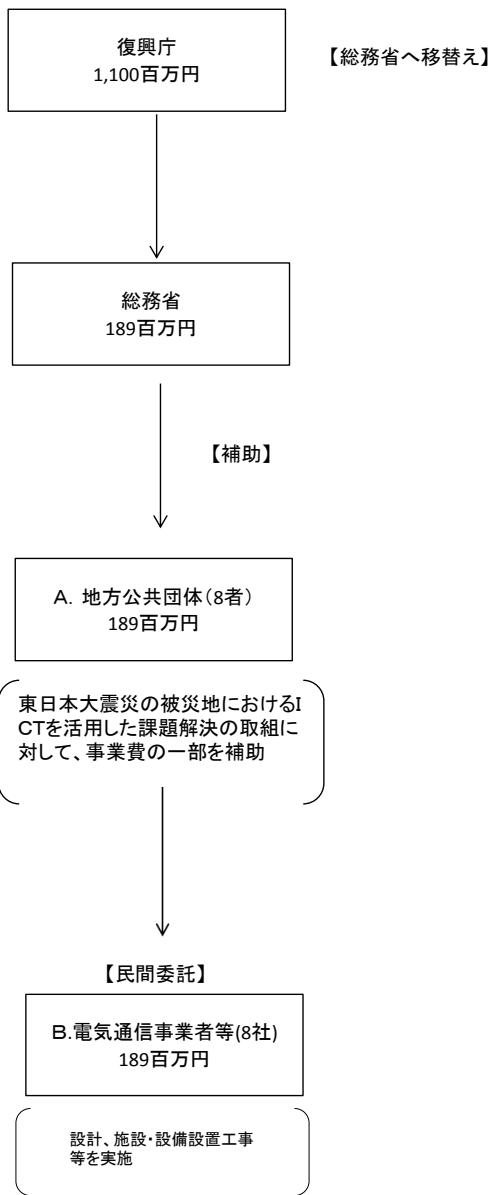 復興庁
1,100百万円
【総務省へ移替え】
総務省
189百万円
【補助】
A．地方公共団体(8者)
189百万円
東日本大震災の被災地におけるI
CTを活用した課題解決の取組に
対して、事業費の一部を補助
【民間委託】
B.電気通信事業者等(8社)
189百万円
設計、施設・設備設置工事
等を実施